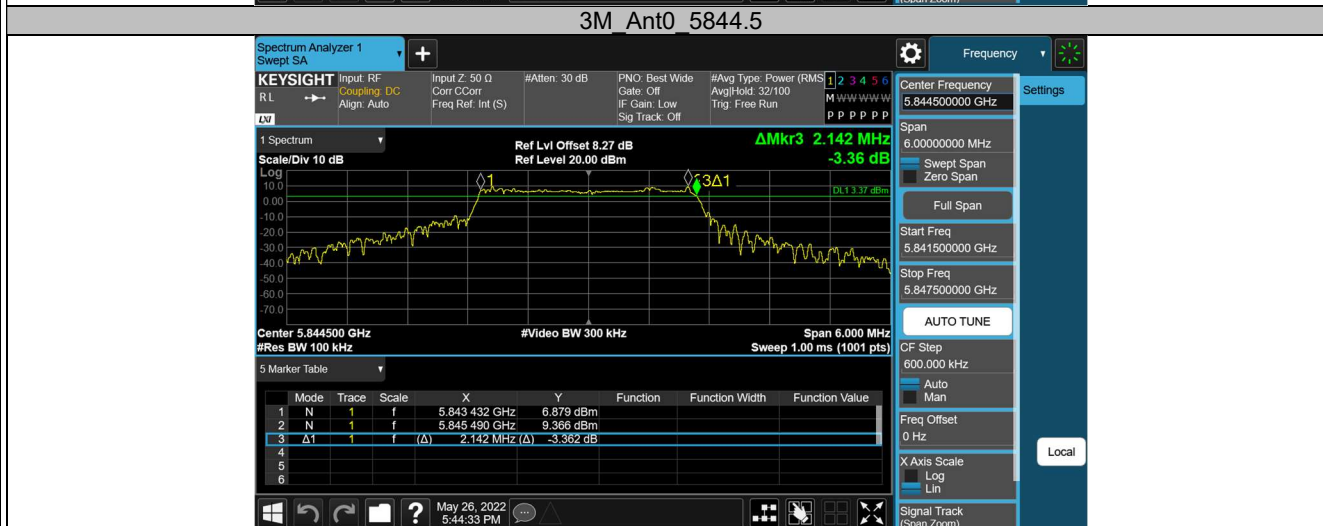 (Span Zoom)
3M_Ant0_5844.5
Spectrum Analyzer 1
Swept SA
+
Frequency
KEYSIGHT
R L
LXI
Input: RF
Coupling: DC
Align: Auto
Input Z: 50 Ω
Corr CCorr
Freq Ref: Int (S)
#Atten: 30 dB
PNO: Best Wide
Gate: Off
IF Gain: Low
Sig Track: Off
#Avg Type: Power (RMS
Avg|Hold: 32/100
Trig: Free Run
1 2 3 4 5 6
M W W W W W
P P P P P P
1 Spectrum
Scale/Div 10 dB
Ref Lvl Offset 8.27 dB
Ref Level 20.00 dBm
ΔMkr3 2.142 MHz
-3.36 dB
Log
10.0
0.00
-10.0
-20.0
-30.0
-40.0
-50.0
-60.0
-70.0
1
3Δ1
DL1 3.37 dBm
Center 5.844500 GHz
#Video BW 300 kHz
Span 6.000 MHz
#Res BW 100 kHz
Sweep 1.00 ms (1001 pts)
5 Marker Table
Mode Trace Scale X Y Function Function Width Function Value
1 N 1 f 5.843 432 GHz 6.879 dBm
2 N 1 f 5.845 490 GHz 9.366 dBm
3 Δ1 1 f (Δ) 2.142 MHz (Δ) -3.362 dB
4
5
6
?
May 26, 2022
5:44:33 PM
Center Frequency
5.844500000 GHz
Settings
Span
6.00000000 MHz
Swept Span
Zero Span
Full Span
Start Freq
5.841500000 GHz
Stop Freq
5.847500000 GHz
AUTO TUNE
CF Step
600.000 kHz
Auto
Man
Freq Offset
0 Hz
Local
X Axis Scale
Log
Lin
Signal Track
(Span Zoom)